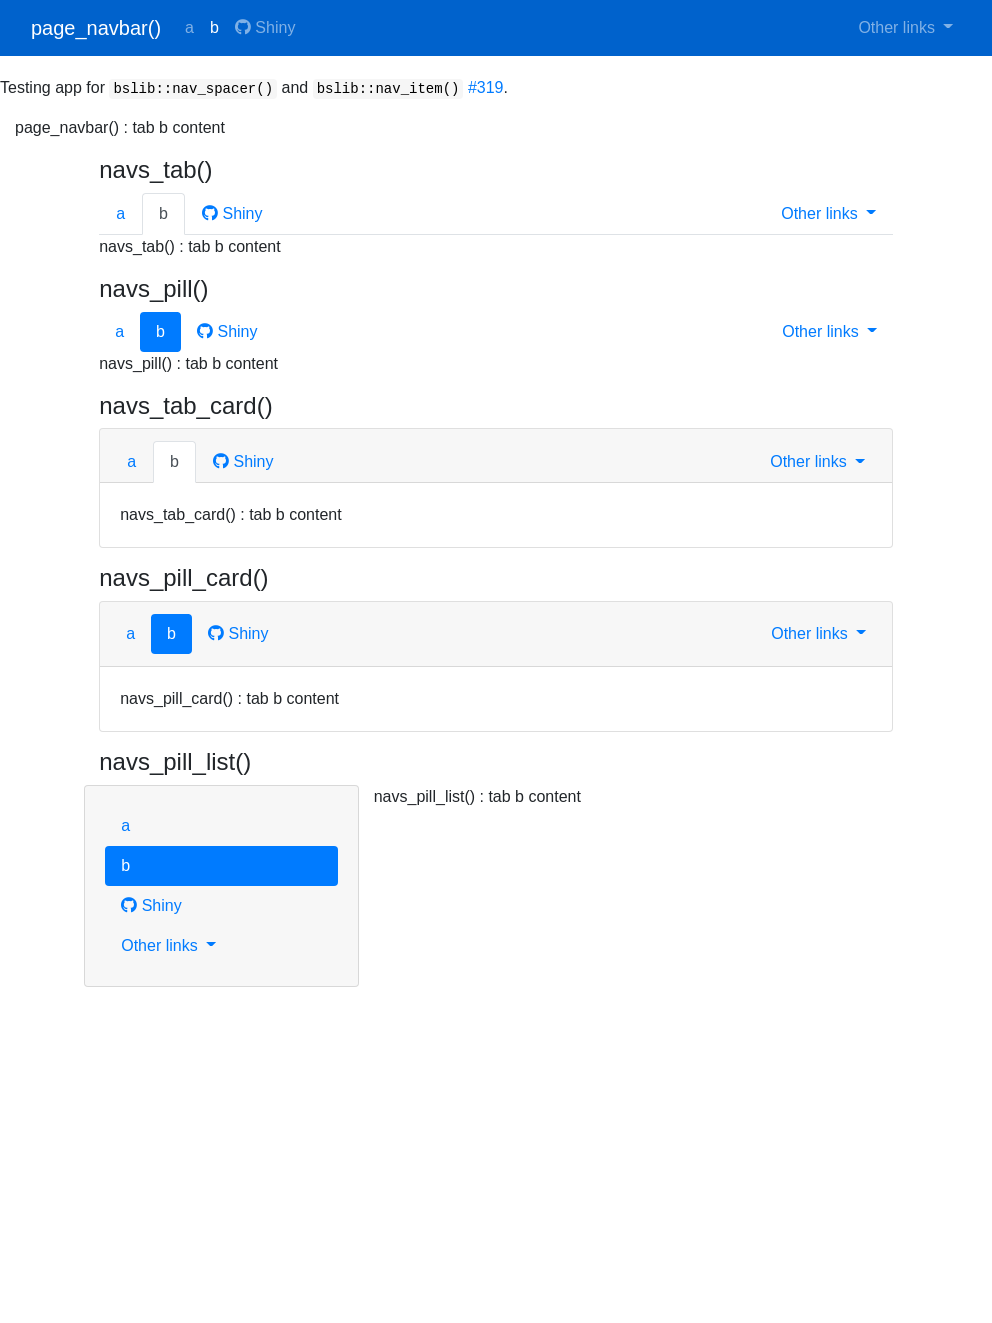 page_navbar() a b Shiny Other links
Testing app for bslib::nav_spacer() and bslib::nav_item() #319.
page_navbar() : tab b content
navs_tab()
a b Shiny Other links
navs_tab() : tab b content
navs_pill()
a b Shiny Other links
navs_pill() : tab b content
navs_tab_card()
a b Shiny Other links
navs_tab_card() : tab b content
navs_pill_card()
a b Shiny Other links
navs_pill_card() : tab b content
navs_pill_list()
a
b
Shiny
Other links
navs_pill_list() : tab b content